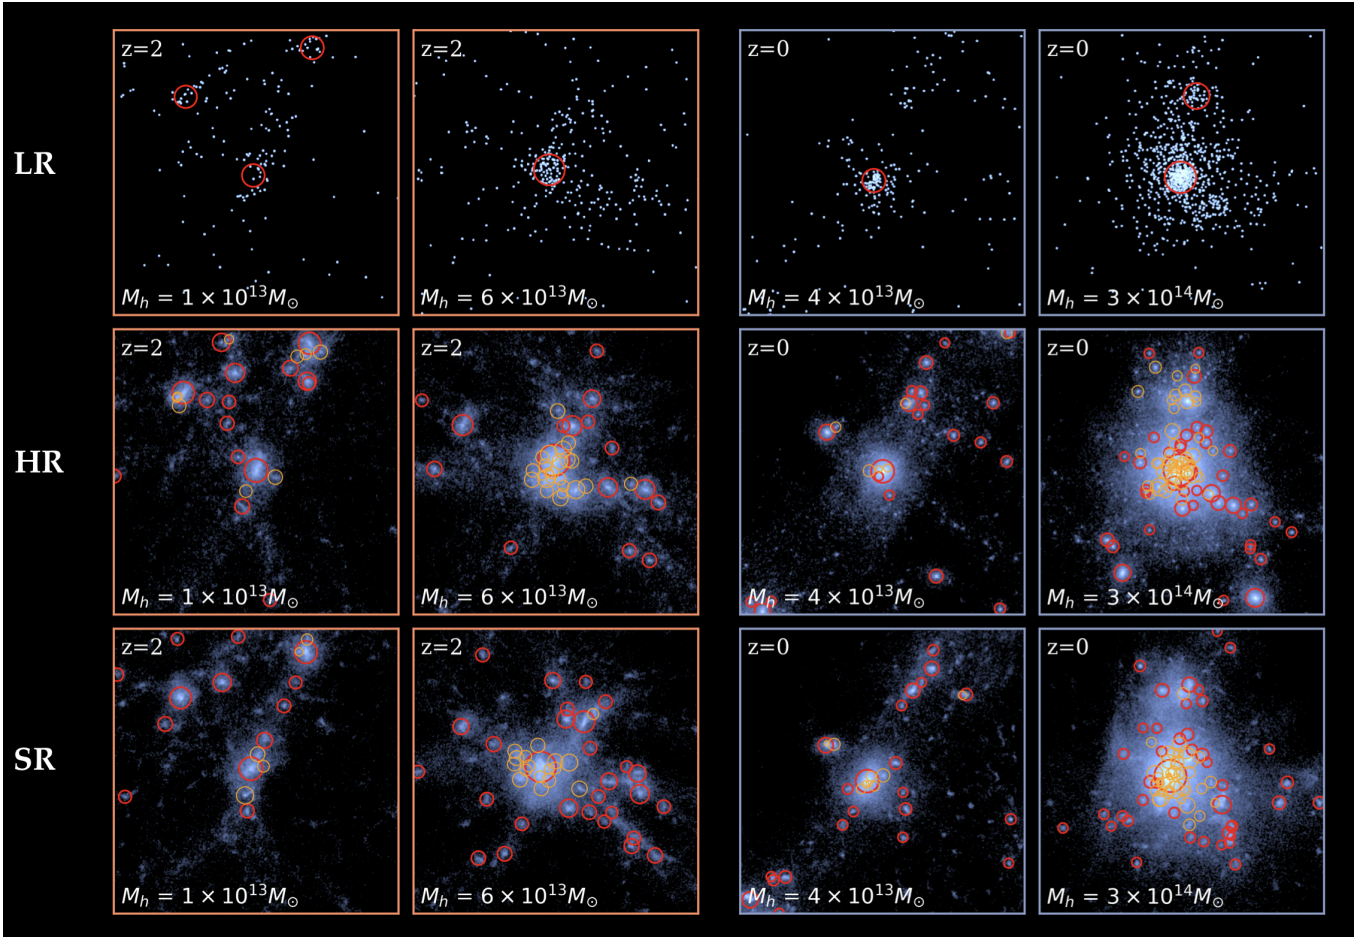 z=2 z=2 z=0 z=0
LR
M_h = 1 × 10^13 M_⊙ M_h = 6 × 10^13 M_⊙ M_h = 4 × 10^13 M_⊙ M_h = 3 × 10^14 M_⊙
z=2 z=2 z=0 z=0
HR
M_h = 1 × 10^13 M_⊙ M_h = 6 × 10^13 M_⊙ M_h = 4 × 10^13 M_⊙ M_h = 3 × 10^14 M_⊙
z=2 z=2 z=0 z=0
SR
M_h = 1 × 10^13 M_⊙ M_h = 6 × 10^13 M_⊙ M_h = 4 × 10^13 M_⊙ M_h = 3 × 10^14 M_⊙